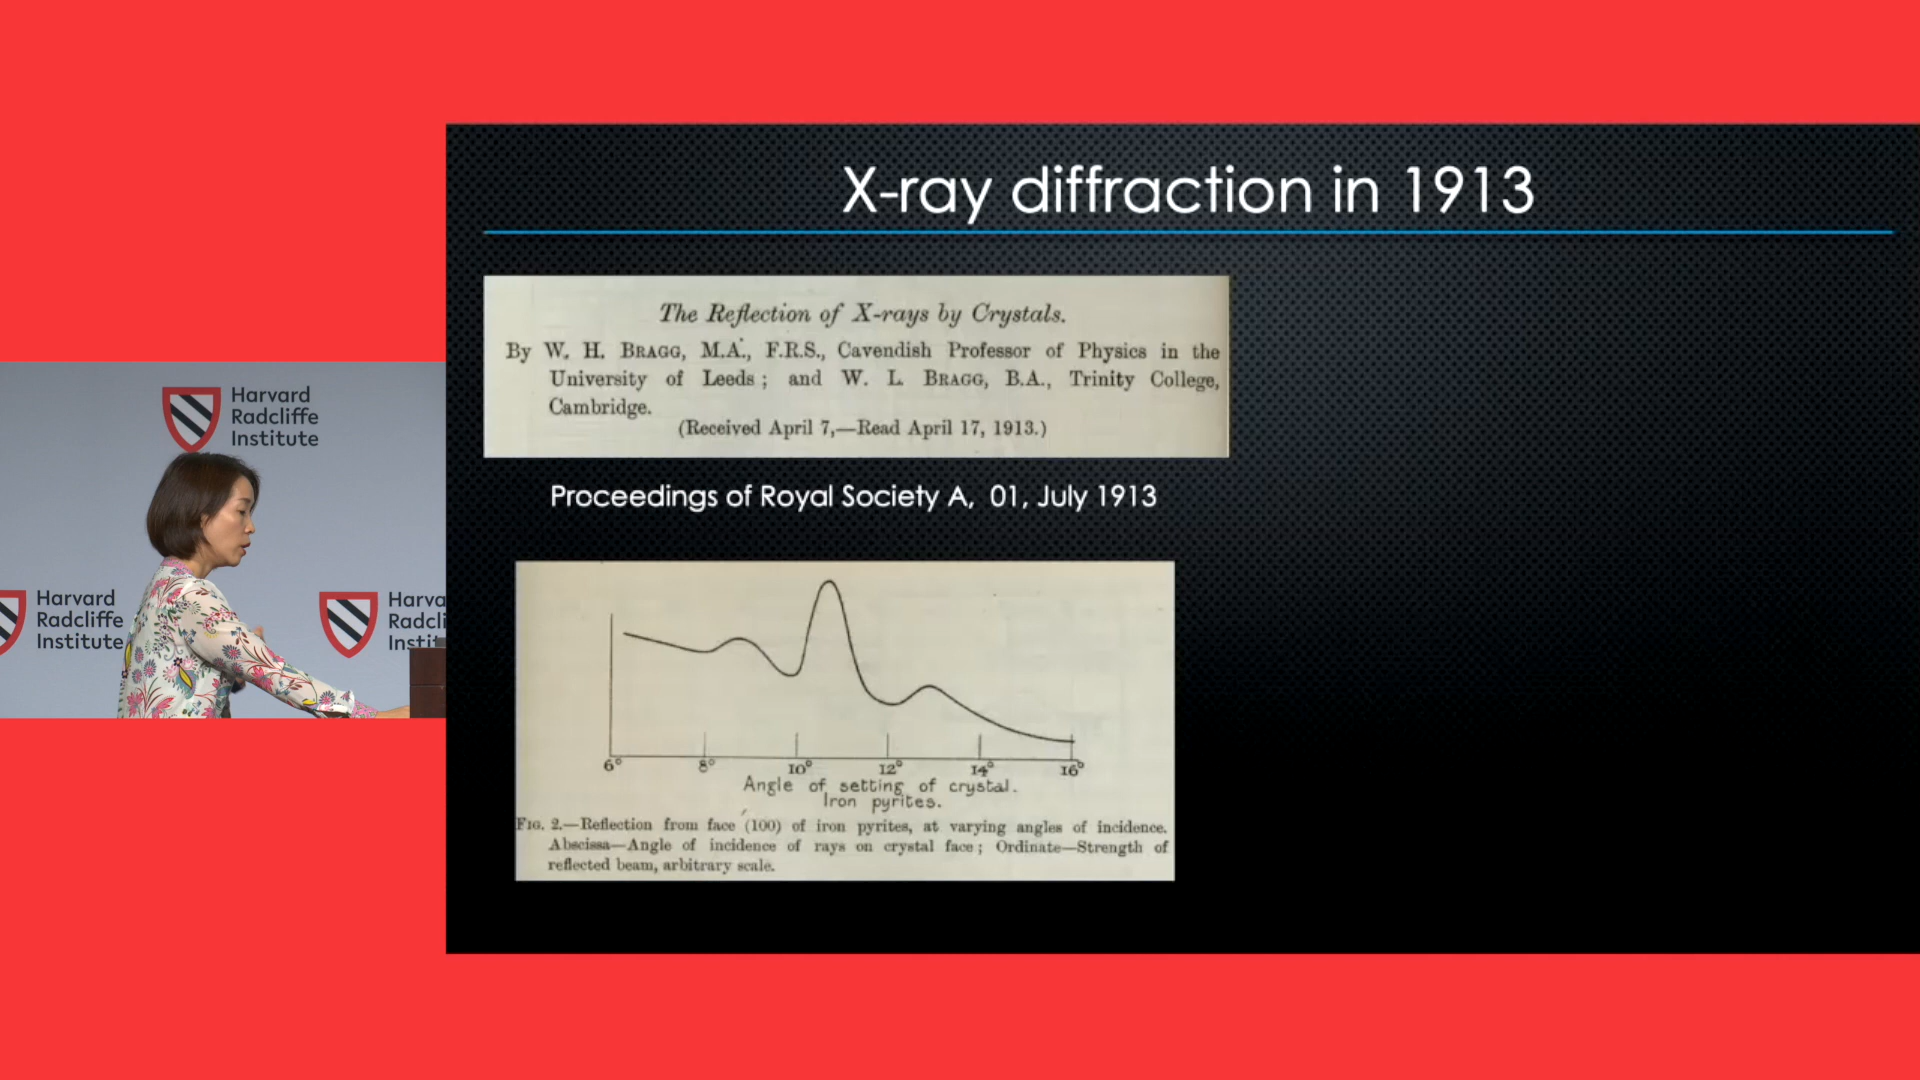 X-ray diffraction in 1913
The Reflection of X-rays by Crystals.
By W. H. BRAGG, M.A., F.R.S., Cavendish Professor of Physics in the
University of Leeds; and W. L. BRAGG, B.A., Trinity College,
Cambridge.
(Received April 7,—Read April 17, 1913.)
Proceedings of Royal Society A, 01, July 1913
6° 8° 10° 12° 14° 16°
Angle of setting of crystal.
Iron pyrites.
FIG. 2.—Reflection from face (100) of iron pyrites, at varying angles of incidence.
Abscissa—Angle of incidence of rays on crystal face; Ordinate—Strength of
reflected beam, arbitrary scale.
Harvard
Radcliffe
Institute
Harvard
Radcliffe
Institute
Harva
Radcli
Instit